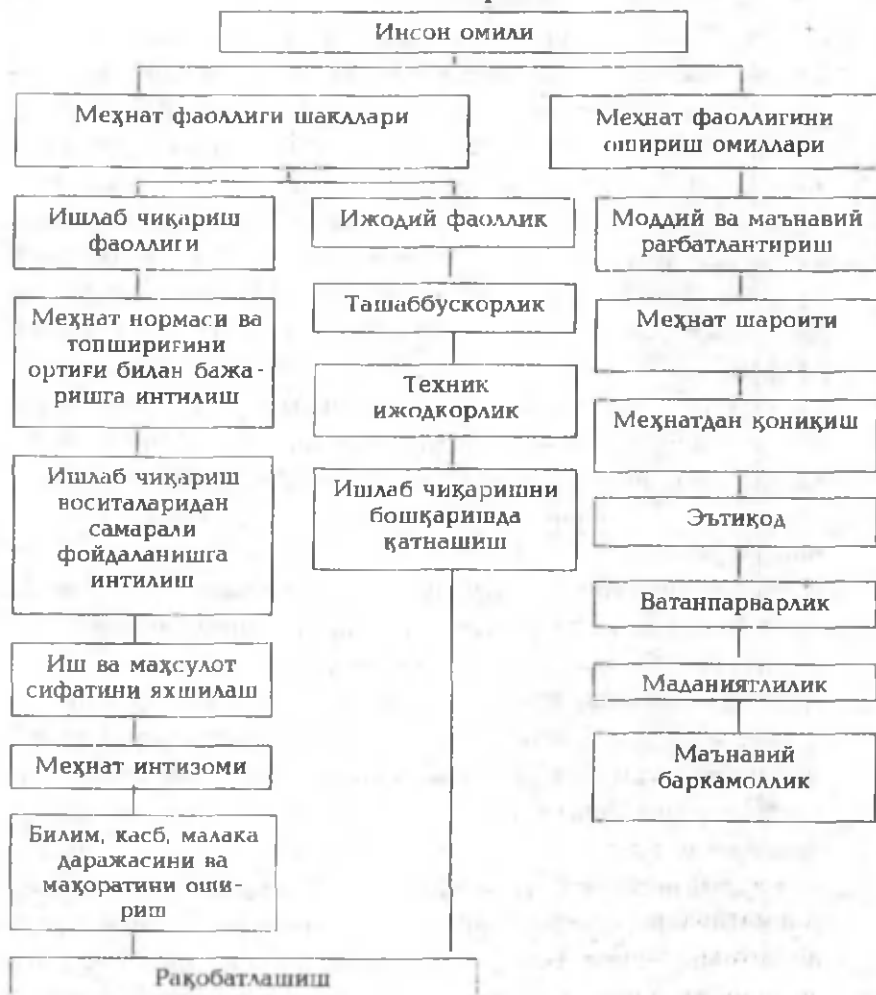 Инсон омили
Меҳнат фаоллиги шакллари
Меҳнат фаоллигини
ошириш омиллари
Ишлаб чиқариш
фаоллиги
Ижодий фаоллик
Моддий ва маънавий
рағбатлантириш
Меҳнат нормаси ва
топшириғини
ортиғи билан бажа-
ришга интилиш
Ташаббускорлик
Меҳнат шароити
Техник
ижодкорлик
Меҳнатдан қониқиш
Ишлаб чиқариш
воситаларидан
самарали
фойдаланишга
интилиш
Ишлаб чиқаришни
бошқаришда
қатнашиш
Эътиқод
Ватанпарварлик
Иш ва маҳсулот
сифатини яхшилаш
Маданиятлилик
Меҳнат интизоми
Маънавий
баркамоллик
Билим, касб, малака
даражасини ва
маҳоратини оши-
риш
Рақобатлашиш